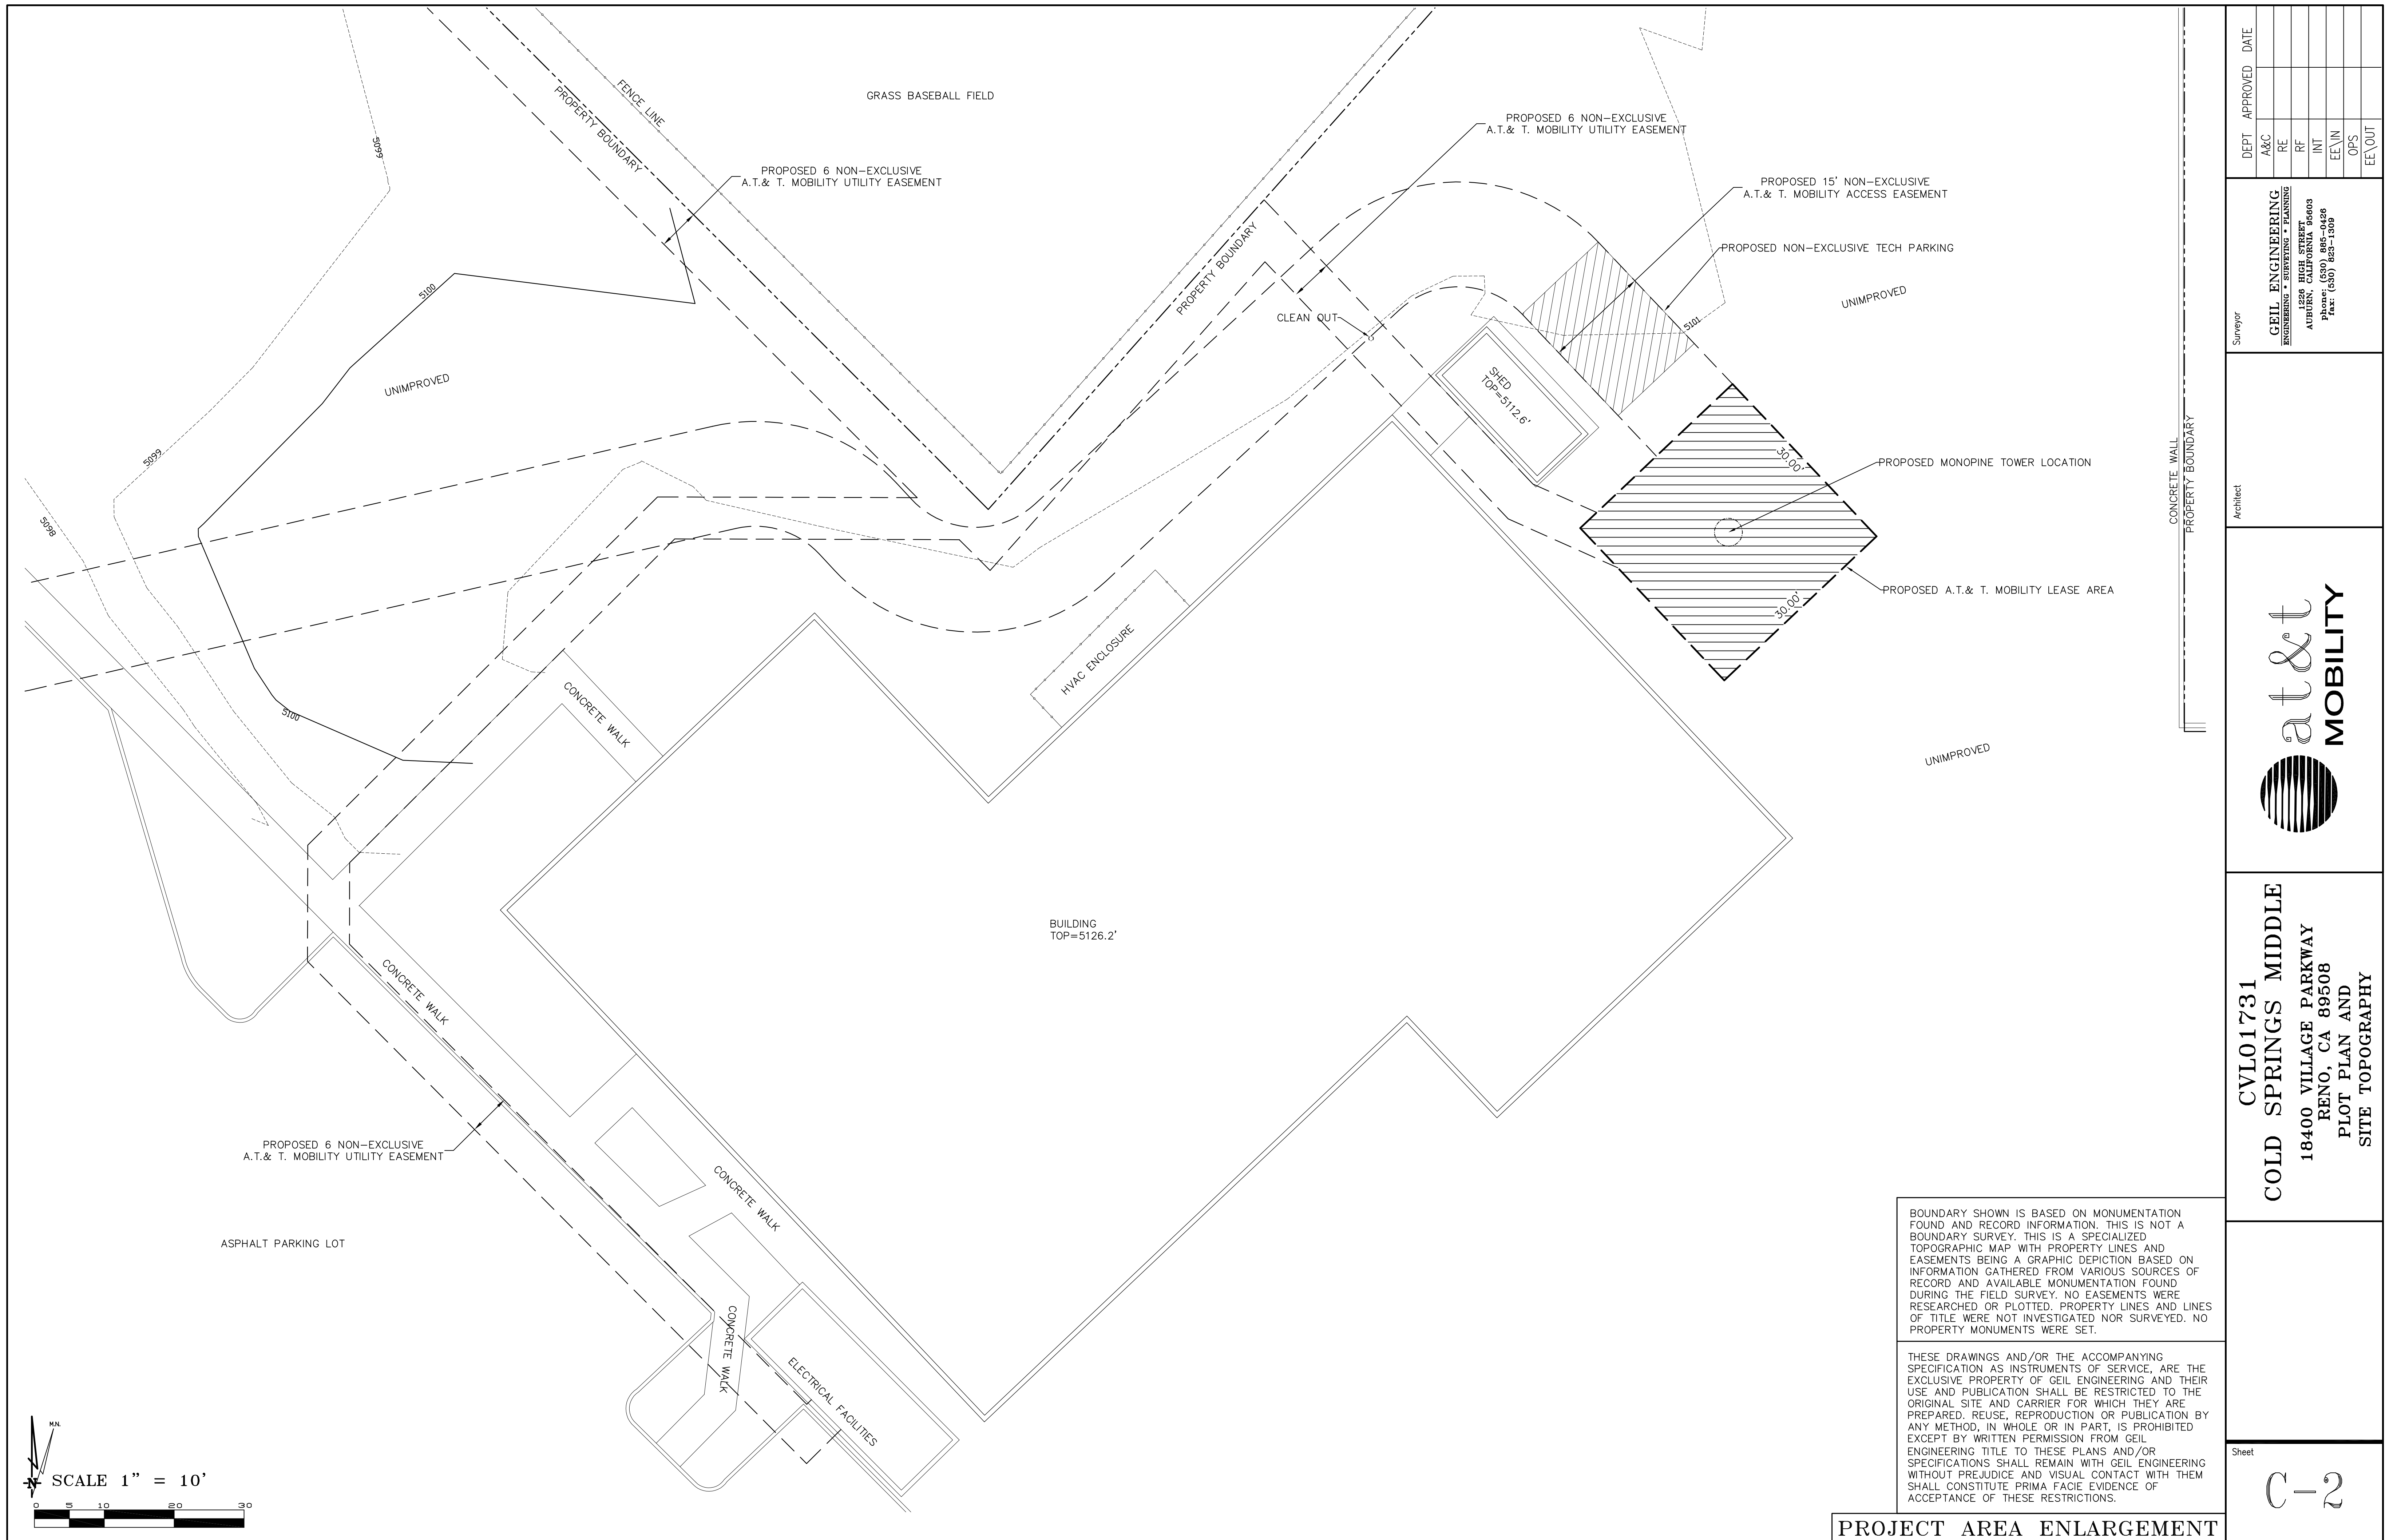 GRASS BASEBALL FIELD
FENCE LINE
PROPERTY BOUNDARY
5099
PROPOSED 6 NON-EXCLUSIVE
A.T.& T. MOBILITY UTILITY EASEMENT
PROPOSED 6 NON-EXCLUSIVE
A.T.& T. MOBILITY UTILITY EASEMENT
PROPOSED 15' NON-EXCLUSIVE
A.T.& T. MOBILITY ACCESS EASEMENT
PROPOSED NON-EXCLUSIVE TECH PARKING
PROPERTY BOUNDARY
5100
UNIMPROVED
CLEAN OUT
5101
UNIMPROVED
SHED
TOP=5112.6'
5099
5098
30.00'
PROPOSED MONOPINE TOWER LOCATION
CONCRETE WALL
PROPERTY BOUNDARY
PROPOSED A.T.& T. MOBILITY LEASE AREA
30.00'
HVAC ENCLOSURE
5100
CONCRETE WALK
UNIMPROVED
BUILDING
TOP=5126.2'
CONCRETE WALK
PROPOSED 6 NON-EXCLUSIVE
A.T.& T. MOBILITY UTILITY EASEMENT
CONCRETE WALK
ASPHALT PARKING LOT
CONCRETE WALK
ELECTRICAL FACILITIES
M.N.
N
SCALE 1" = 10'
0 5 10 20 30
BOUNDARY SHOWN IS BASED ON MONUMENTATION
FOUND AND RECORD INFORMATION. THIS IS NOT A
BOUNDARY SURVEY. THIS IS A SPECIALIZED
TOPOGRAPHIC MAP WITH PROPERTY LINES AND
EASEMENTS BEING A GRAPHIC DEPICTION BASED ON
INFORMATION GATHERED FROM VARIOUS SOURCES OF
RECORD AND AVAILABLE MONUMENTATION FOUND
DURING THE FIELD SURVEY. NO EASEMENTS WERE
RESEARCHED OR PLOTTED. PROPERTY LINES AND LINES
OF TITLE WERE NOT INVESTIGATED NOR SURVEYED. NO
PROPERTY MONUMENTS WERE SET.
THESE DRAWINGS AND/OR THE ACCOMPANYING
SPECIFICATION AS INSTRUMENTS OF SERVICE, ARE THE
EXCLUSIVE PROPERTY OF GEIL ENGINEERING AND THEIR
USE AND PUBLICATION SHALL BE RESTRICTED TO THE
ORIGINAL SITE AND CARRIER FOR WHICH THEY ARE
PREPARED. REUSE, REPRODUCTION OR PUBLICATION BY
ANY METHOD, IN WHOLE OR IN PART, IS PROHIBITED
EXCEPT BY WRITTEN PERMISSION FROM GEIL
ENGINEERING TITLE TO THESE PLANS AND/OR
SPECIFICATIONS SHALL REMAIN WITH GEIL ENGINEERING
WITHOUT PREJUDICE AND VISUAL CONTACT WITH THEM
SHALL CONSTITUTE PRIMA FACIE EVIDENCE OF
ACCEPTANCE OF THESE RESTRICTIONS.
PROJECT AREA ENLARGEMENT
DEPT APPROVED DATE
A&C
RE
RF
INT
EE\IN
OPS
EE\OUT
Surveyor
GEIL ENGINEERING
ENGINEERING * SURVEYING * PLANNING
1226 HIGH STREET
AUBURN, CALIFORNIA 95603
phone: (530) 885-0426
fax: (530) 823-1309
Architect
at&t
MOBILITY
CVL01731
COLD SPRINGS MIDDLE
18400 VILLAGE PARKWAY
RENO, CA 89508
PLOT PLAN AND
SITE TOPOGRAPHY
Sheet
C-2